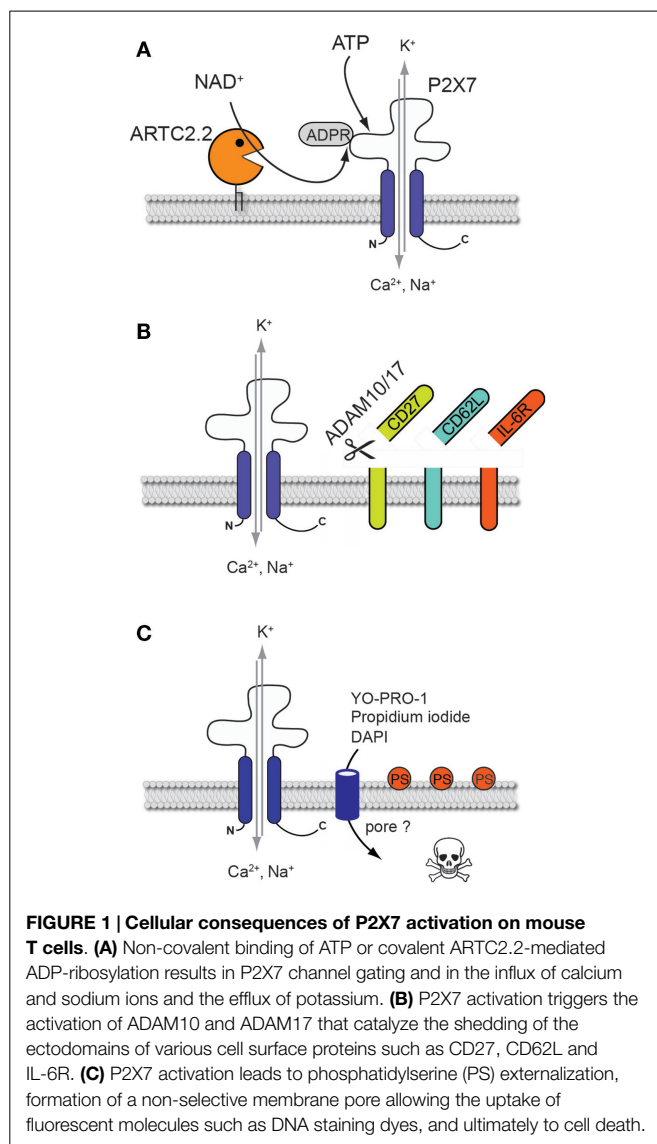 A
K⁺
ATP
P2X7
NAD⁺
ARTC2.2
ADPR
N
C
Ca²⁺, Na⁺
B
K⁺
ADAM10/17
CD27
CD62L
IL-6R
N
C
Ca²⁺, Na⁺
C
K⁺
YO-PRO-1
Propidium iodide
DAPI
PS
PS
PS
N
C
pore ?
Ca²⁺, Na⁺
FIGURE 1 | Cellular consequences of P2X7 activation on mouse
T cells. (A) Non-covalent binding of ATP or covalent ARTC2.2-mediated
ADP-ribosylation results in P2X7 channel gating and in the influx of calcium
and sodium ions and the efflux of potassium. (B) P2X7 activation triggers the
activation of ADAM10 and ADAM17 that catalyze the shedding of the
ectodomains of various cell surface proteins such as CD27, CD62L and
IL-6R. (C) P2X7 activation leads to phosphatidylserine (PS) externalization,
formation of a non-selective membrane pore allowing the uptake of
fluorescent molecules such as DNA staining dyes, and ultimately to cell death.